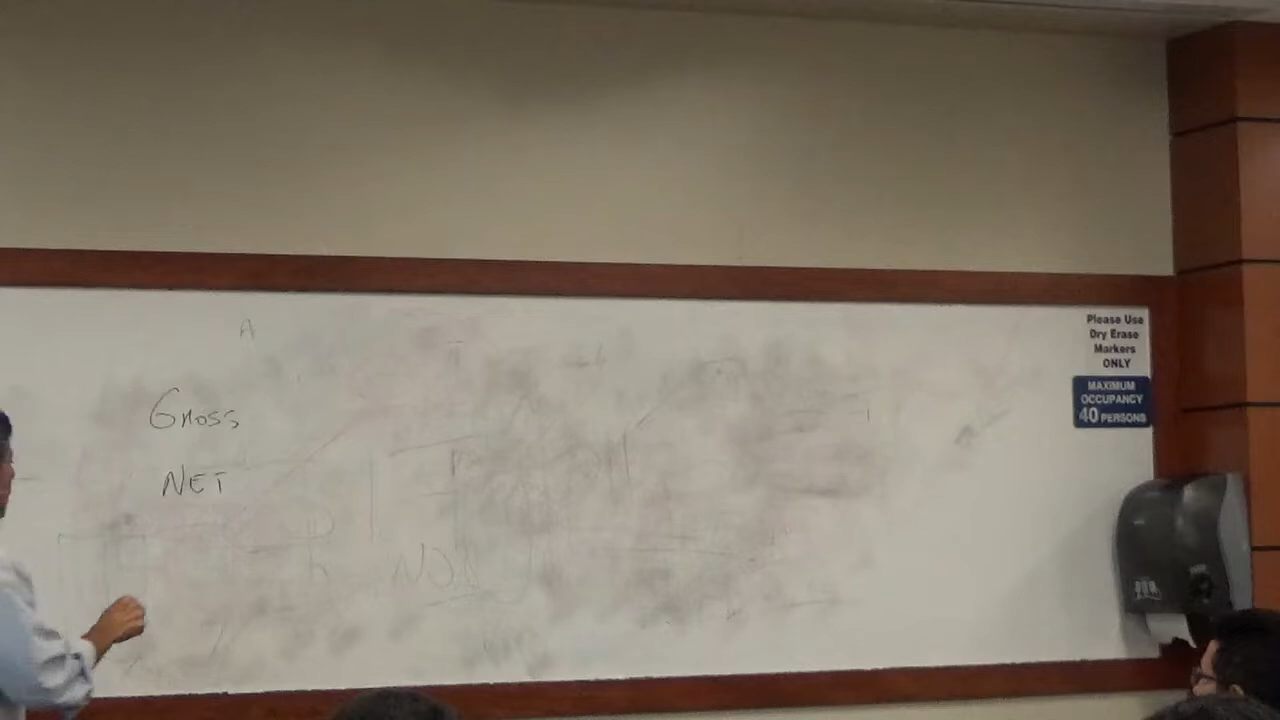 A
Gross
NET
Please Use
Dry Erase
Markers
ONLY
MAXIMUM
OCCUPANCY
40 PERSONS